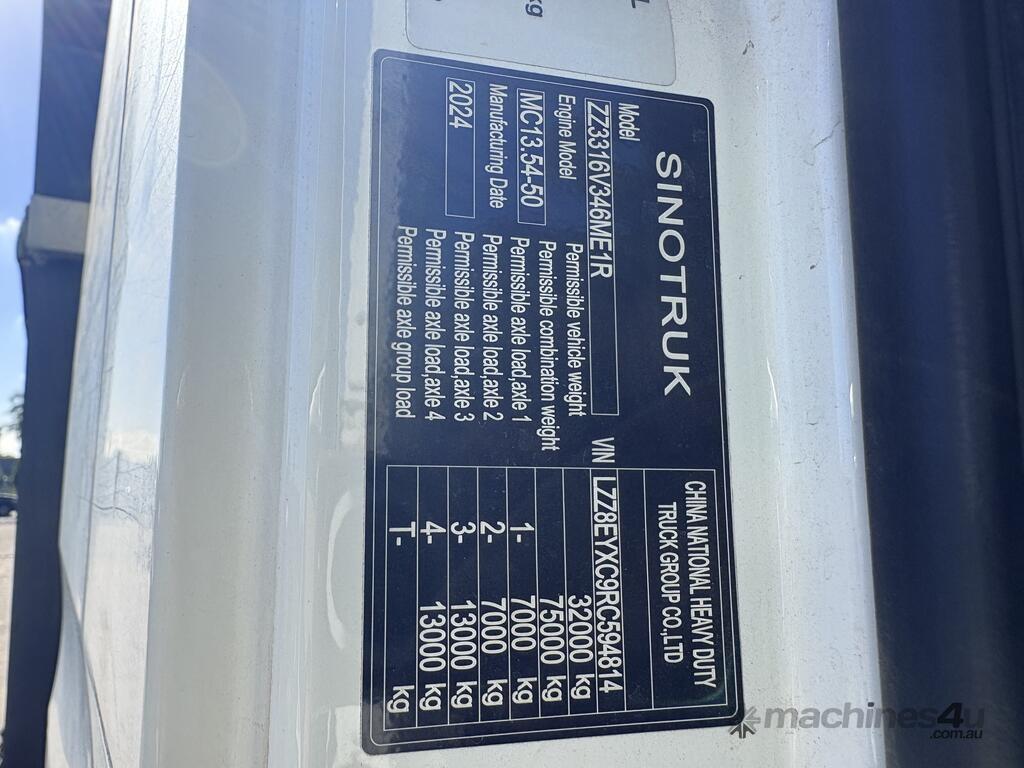 L
kg
SINOTRUK
CHINA NATIONAL HEAVY DUTY
TRUCK GROUP CO.,LTD
Model
ZZ3316V346ME1R
VIN LZZ8EYXC9RC594814
Engine Model
MC13.54-50
Manufacturing Date
2024
Permissible vehicle weight 32000 kg
Permissible combination weight 75000 kg
Permissible axle load,axle 1 1- 7000 kg
Permissible axle load,axle 2 2- 7000 kg
Permissible axle load,axle 3 3- 13000 kg
Permissible axle load,axle 4 4- 13000 kg
Permissible axle group load T- kg
machines4u
.com.au